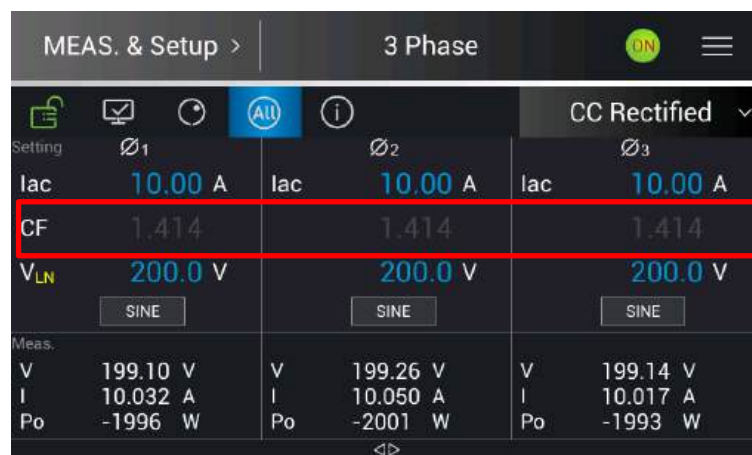 MEAS. & Setup > 3 Phase ON
All i CC Rectified
Setting Ø1 Ø2 Ø3
Iac 10.00 A Iac 10.00 A Iac 10.00 A
CF 1.414 1.414 1.414
VLN 200.0 V 200.0 V 200.0 V
SINE SINE SINE
Meas.
V 199.10 V V 199.26 V V 199.14 V
I 10.032 A I 10.050 A I 10.017 A
Po -1996 W Po -2001 W Po -1993 W